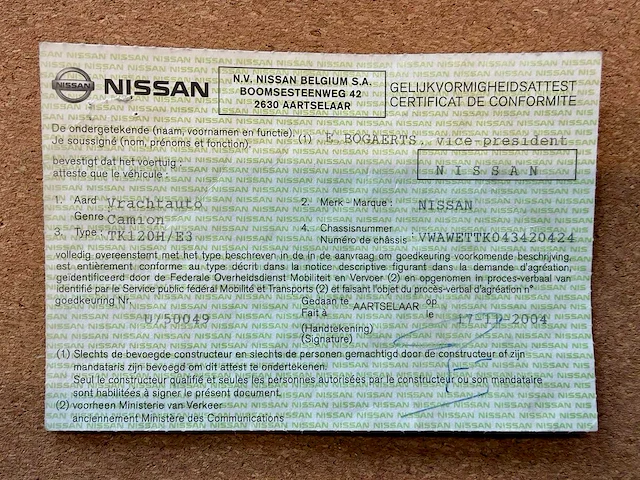 NISSAN
N.V. NISSAN BELGIUM S.A.
BOOMSESTEENWEG 42
2630 AARTSELAAR
GELIJKVORMIGHEIDSATTEST
CERTIFICAT DE CONFORMITE
De ondergetekende (naam, voornamen en functie).
Je soussigné (nom, prénoms et fonction). (1) E. BOGAERTS, vice-president
bevestigt dat het voertuig :
atteste que le véhicule :
NISSAN
1. Aard Vrachtauto
Genre Camion
2. Merk - Marque : NISSAN
3. Type : TK120H/E3
4. Chassisnummer
Numéro de châssis : VWAWETTK043420424
volledig overeenstemt met het type beschreven in de in de aanvraag om goedkeuring voorkomende beschrijving,
est entièrement conforme au type décrit dans la notice descriptive figurant dans la demande d'agréation,
geïdentificeerd door de Federale Overheidsdienst Mobiliteit en Vervoer (2) en opgenomen in proces-verbaal van
identifié par le Service public fédéral Mobilité et Transports (2) et faisant l'objet du procès-verbal d'agréation n°
goedkeuring Nr.
U/50049
Gedaan te AARTSELAAR op
Fait à le 17-11-2004
(Handtekening)
(Signature)
(1) Slechts de bevoegde constructeur en slechts de personen gemachtigd door de constructeur of zijn
mandataris zijn bevoegd om dit attest te ondertekenen.
Seul le constructeur qualifié et seules les personnes autorisées par le constructeur ou son mandataire
sont habilitées à signer le présent document.
(2) voorheen Ministerie van Verkeer
anciennement Ministère des Communications